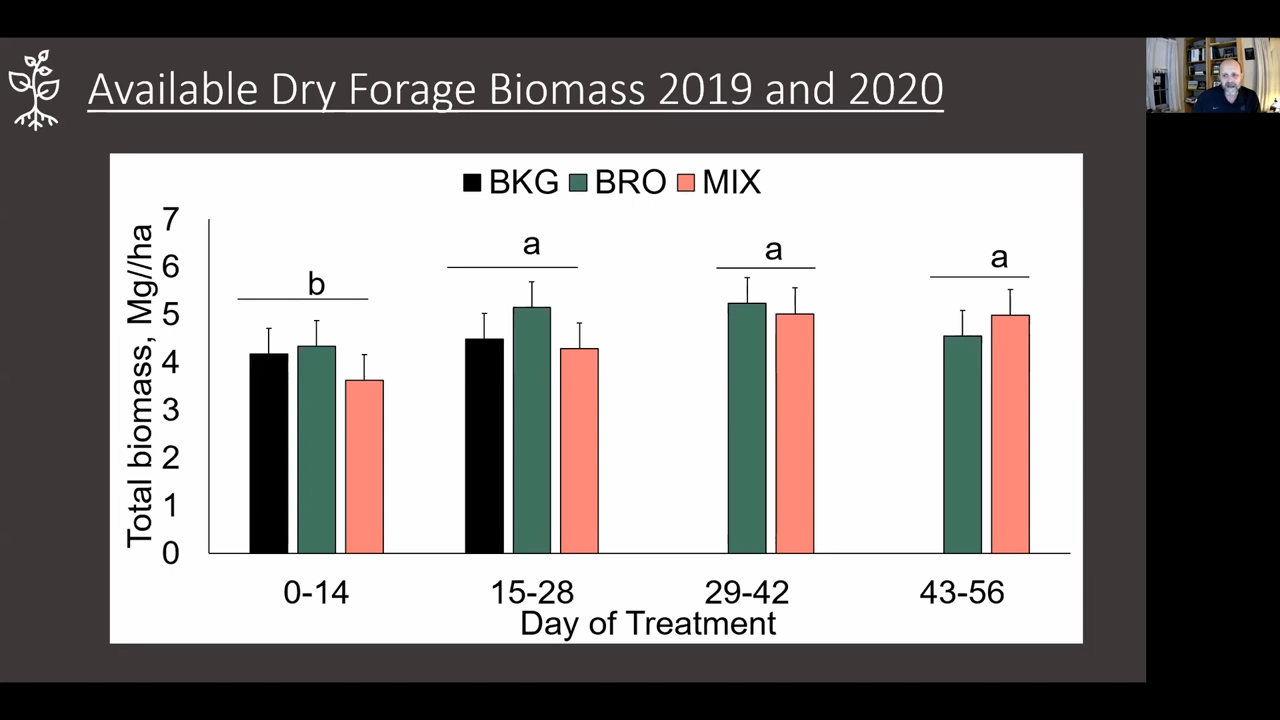 Available Dry Forage Biomass 2019 and 2020
BKG BRO MIX
Total biomass, Mg//ha
7
6
5
4
3
2
1
0
b
a
a
a
0-14 15-28 29-42 43-56
Day of Treatment